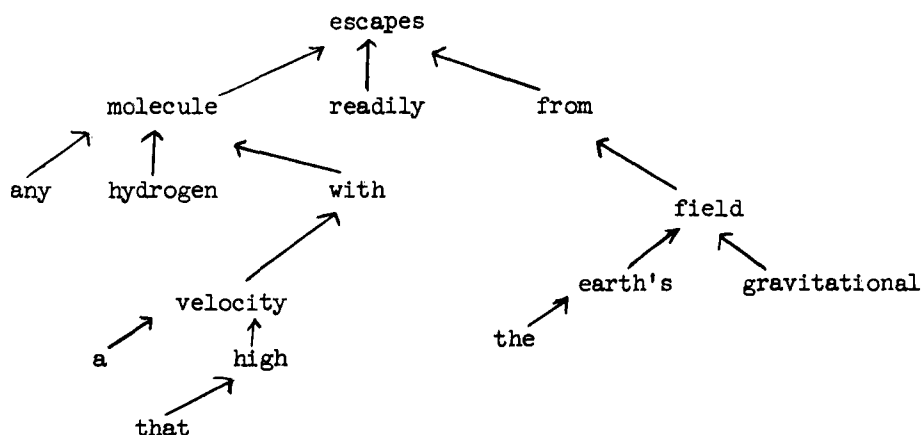 escapes
molecule readily from
any hydrogen with
field
velocity earth's gravitational
a high the
that